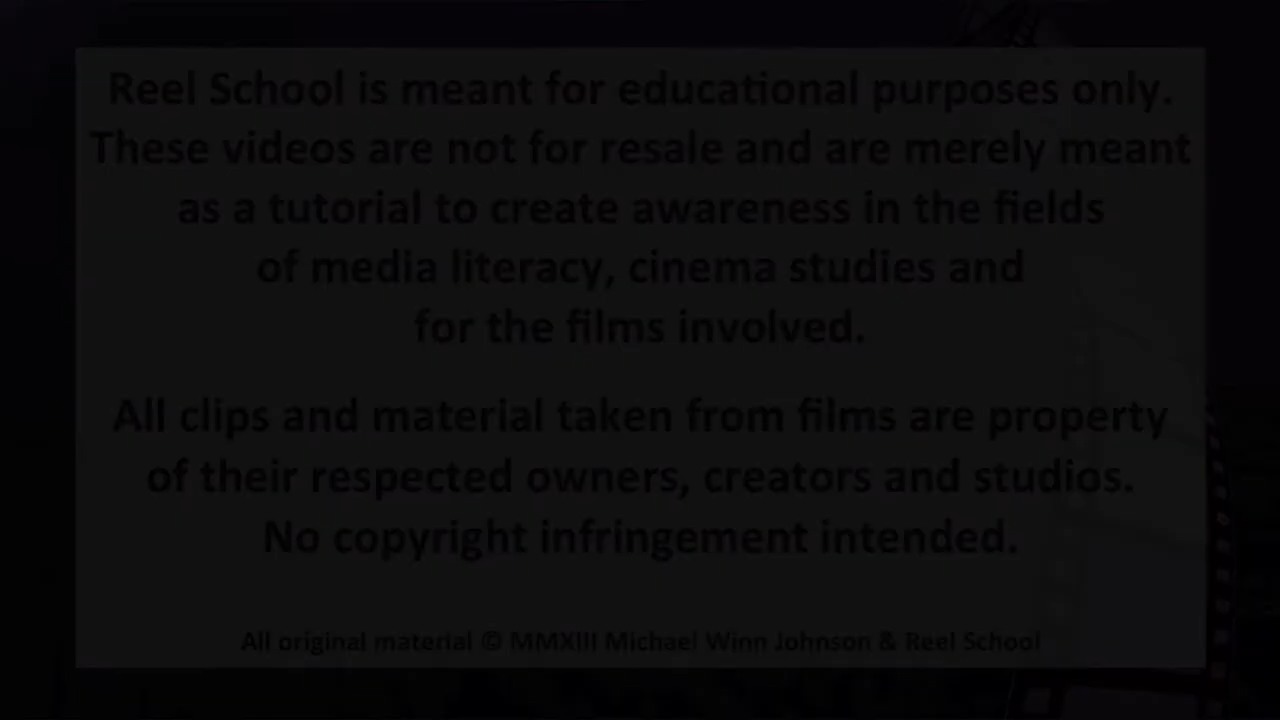 Reel School is meant for educational purposes only.
These videos are not for resale and are merely meant
as a tutorial to create awareness in the fields
of media literacy, cinema studies and
for the films involved.
All clips and material taken from films are property
of their respected owners, creators and studios.
No copyright infringement intended.
All original material © MMXIII Michael Winn Johnson & Reel School